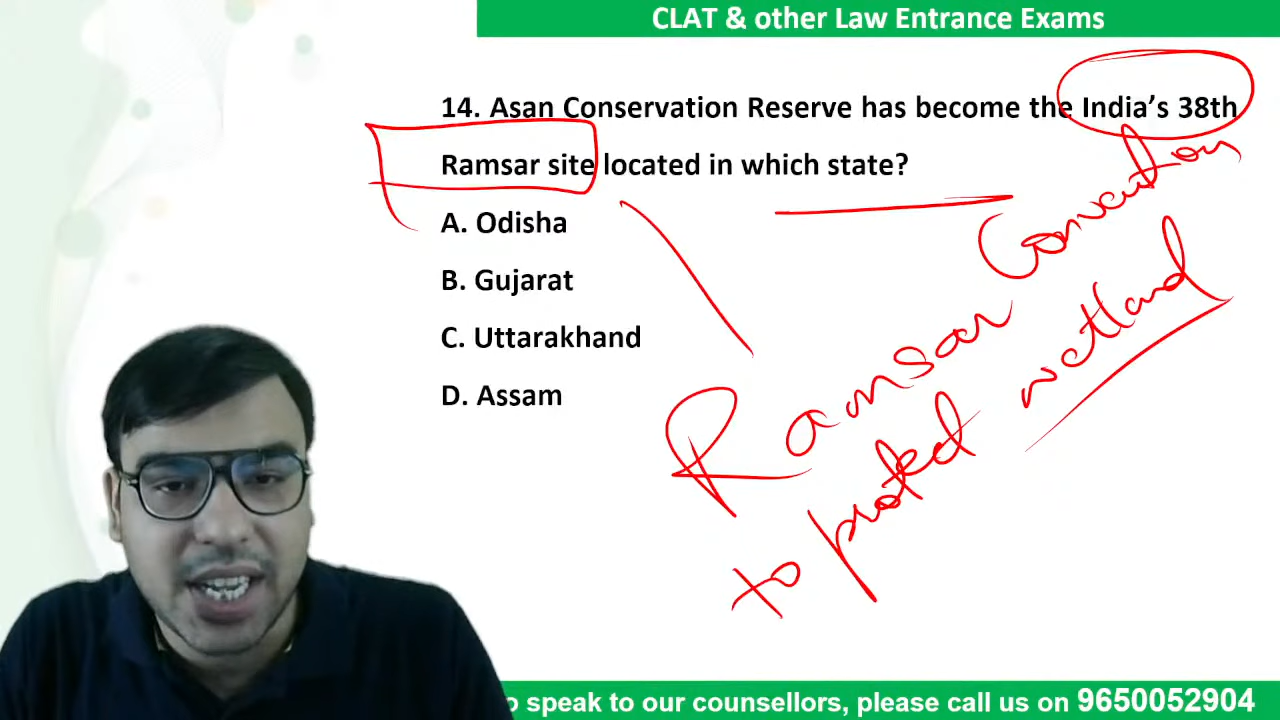 CLAT & other Law Entrance Exams
14. Asan Conservation Reserve has become the India's 38th
Ramsar site located in which state?
A. Odisha
B. Gujarat
C. Uttarakhand
D. Assam
Ramsar Convention
to protect wetland
o speak to our counsellors, please call us on 9650052904